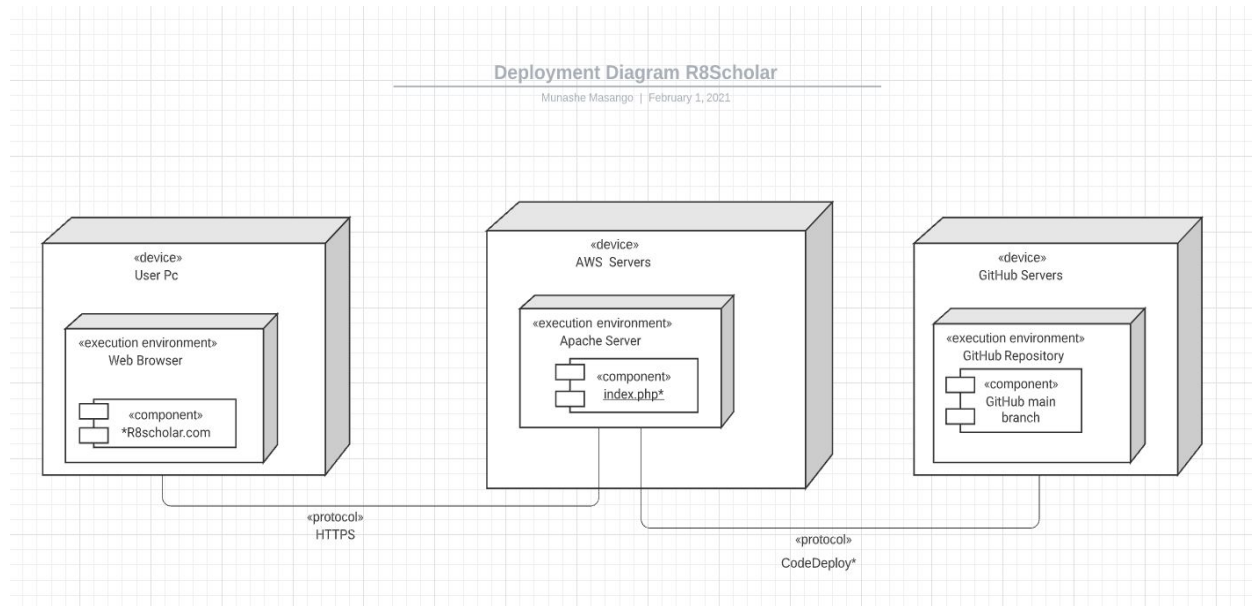 Deployment Diagram R8Scholar
Munashe Masango | February 1, 2021
«device»
User Pc
«execution environment»
Web Browser
«component»
*R8scholar.com
«device»
AWS Servers
«execution environment»
Apache Server
«component»
index.php*
«device»
GitHub Servers
«execution environment»
GitHub Repository
«component»
GitHub main
branch
«protocol»
HTTPS
«protocol»
CodeDeploy*